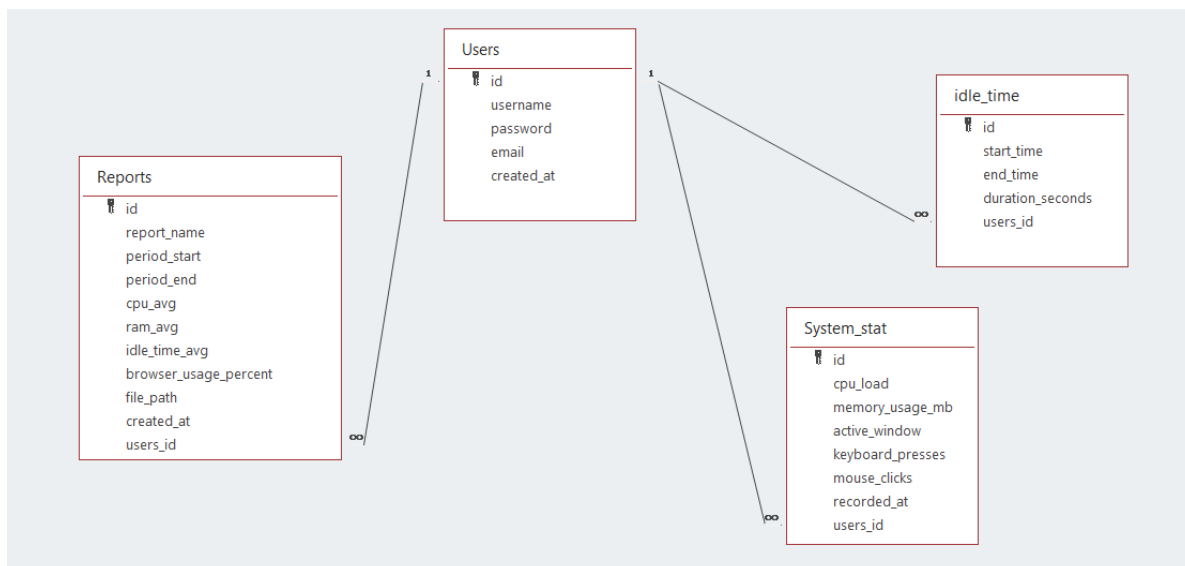 Users
id
username
password
email
created_at
1
1
idle_time
id
start_time
end_time
duration_seconds
users_id
∞
Reports
id
report_name
period_start
period_end
cpu_avg
ram_avg
idle_time_avg
browser_usage_percent
file_path
created_at
users_id
∞
System_stat
id
cpu_load
memory_usage_mb
active_window
keyboard_presses
mouse_clicks
recorded_at
users_id
∞